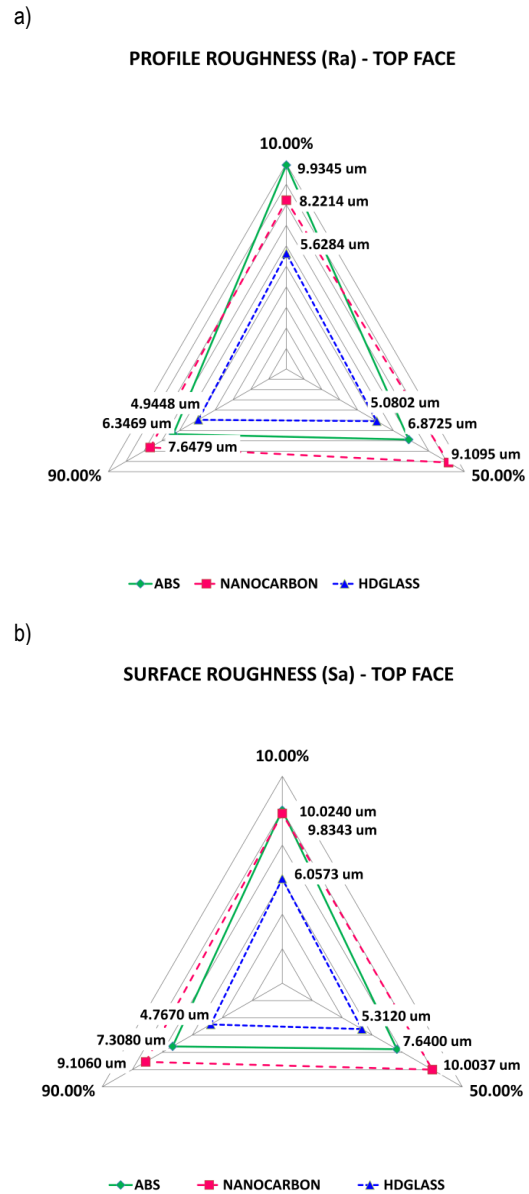 a)
PROFILE ROUGHNESS (Ra) - TOP FACE
10.00%
9.9345 um
8.2214 um
5.6284 um
4.9448 um
5.0802 um
6.3469 um
6.8725 um
7.6479 um
9.1095 um
90.00%
50.00%
ABS NANOCARBON HDGLASS
b)
SURFACE ROUGHNESS (Sa) - TOP FACE
10.00%
10.0240 um
9.8343 um
6.0573 um
4.7670 um
5.3120 um
7.3080 um
7.6400 um
9.1060 um
10.0037 um
90.00%
50.00%
ABS NANOCARBON HDGLASS